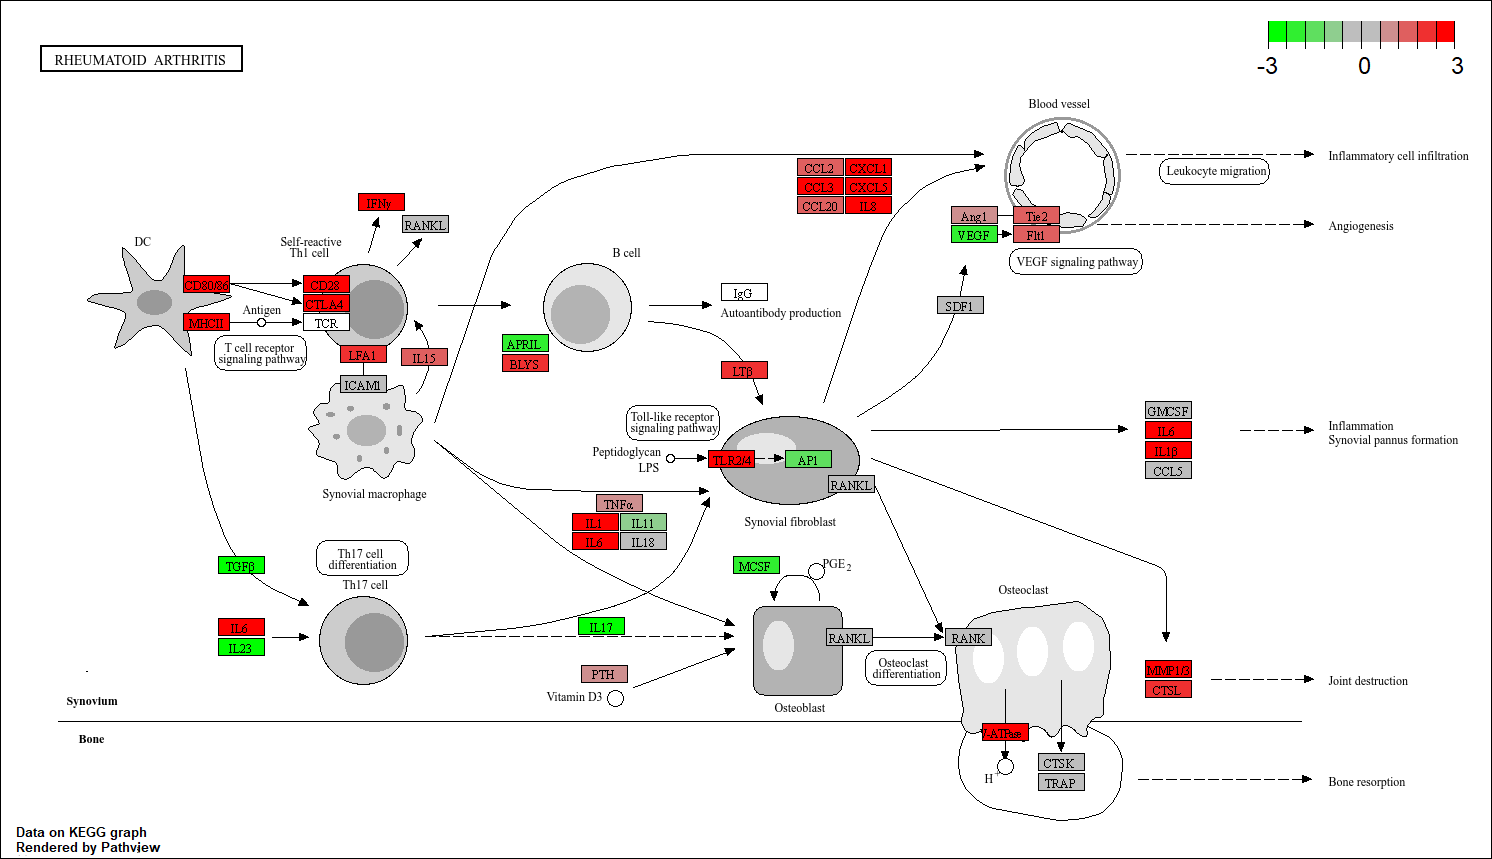 RHEUMATOID ARTHRITIS
-3
0
3
Blood vessel
Inflammatory cell infiltration
Leukocyte migration
CCL2
CXCL1
CCL3
CXCL5
CCL20
IL8
IFNγ
RANKL
Ang1
Tie2
VEGF
Flt1
Angiogenesis
VEGF signaling pathway
DC
Self-reactive
Th1 cell
B cell
CD80/86
CD28
CTLA4
Antigen
MHCII
TCR
T cell receptor
signaling pathway
LFA1
IL15
ICAM1
IgG
Autoantibody production
SDF1
APRIL
BLYS
LTβ
Toll-like receptor
signaling pathway
Peptidoglycan
LPS
TLR2/4
AP1
RANKL
Synovial fibroblast
GMCSF
IL6
IL1β
CCL5
Inflammation
Synovial pannus formation
Synovial macrophage
TNFα
IL1
IL11
IL6
IL18
Th17 cell
differentiation
Th17 cell
TGFβ
IL6
IL23
IL17
MCSF
PGE2
Osteoclast
RANKL
RANK
Osteoclast
differentiation
PTH
Vitamin D3
Osteoblast
MMP1/3
CTSL
Joint destruction
Synovium
Bone
V-ATPase
H+
CTSK
TRAP
Bone resorption
Data on KEGG graph
Rendered by Pathview